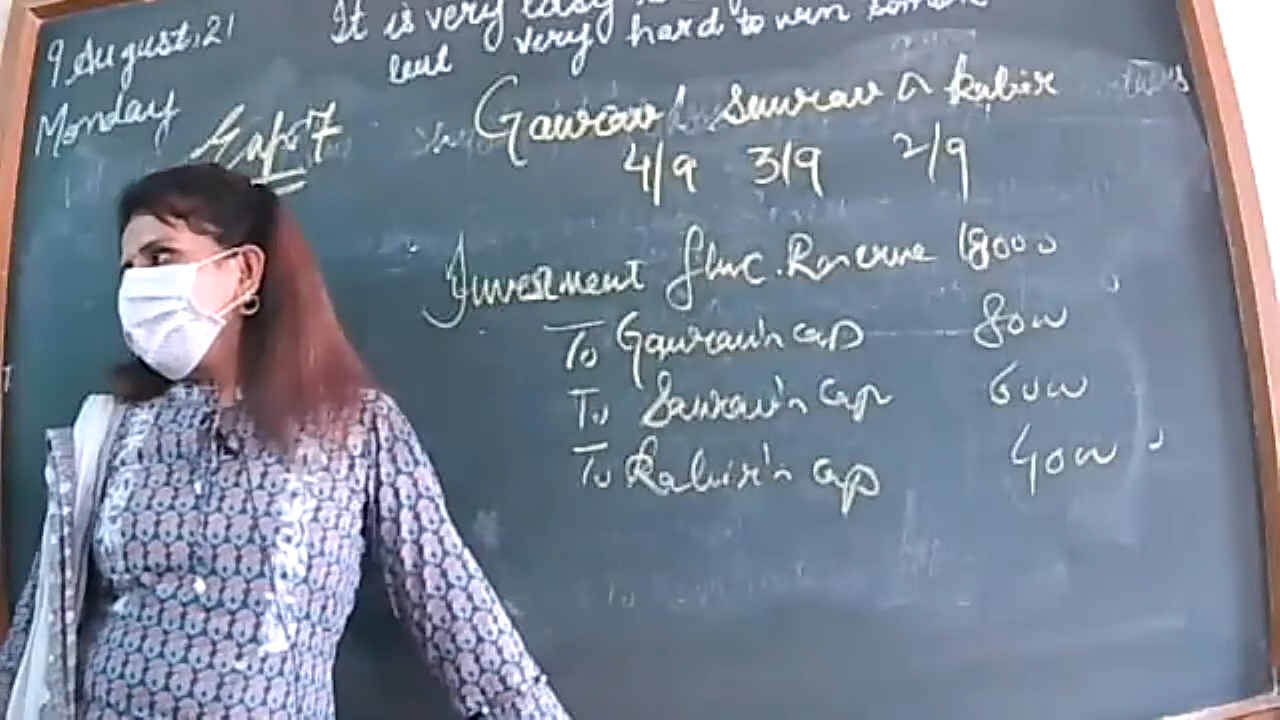 9 August, 21
Monday
It is very easy
but very hard to win
Gaurav, Saurav & Kabir
4/9 3/9 2/9
Investment fluc. Reserve 18000
To Gaurav's cap 8000
To Saurav's cap 6000
To Kabir's cap 4000